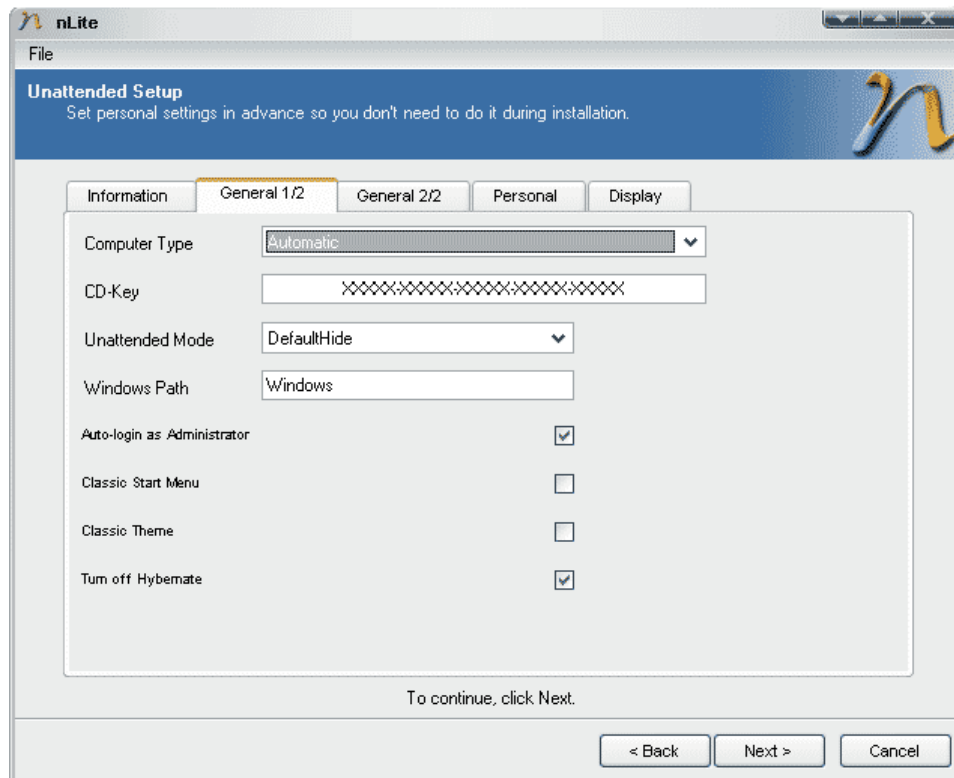 nLite
File
Unattended Setup
Set personal settings in advance so you don't need to do it during installation.
Information General 1/2 General 2/2 Personal Display
Computer Type Automatic
CD-Key XXXXX-XXXXX-XXXXX-XXXXX-XXXXX
Unattended Mode DefaultHide
Windows Path Windows
Auto-login as Administrator
Classic Start Menu
Classic Theme
Turn off Hybernate
To continue, click Next.
< Back Next > Cancel